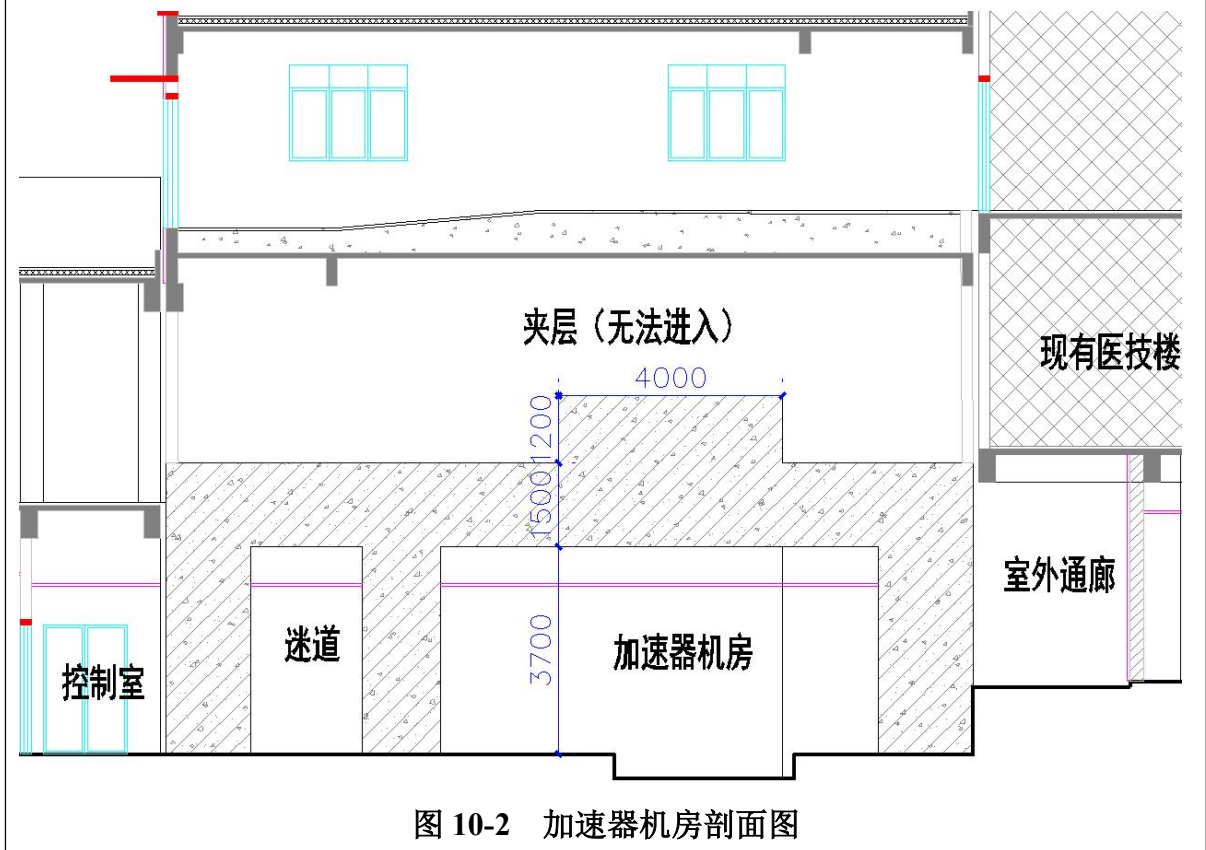 夹层（无法进入）
现有医技楼
4000
1200
1500
3700
室外通廊
迷道
加速器机房
控制室
图 10-2 加速器机房剖面图